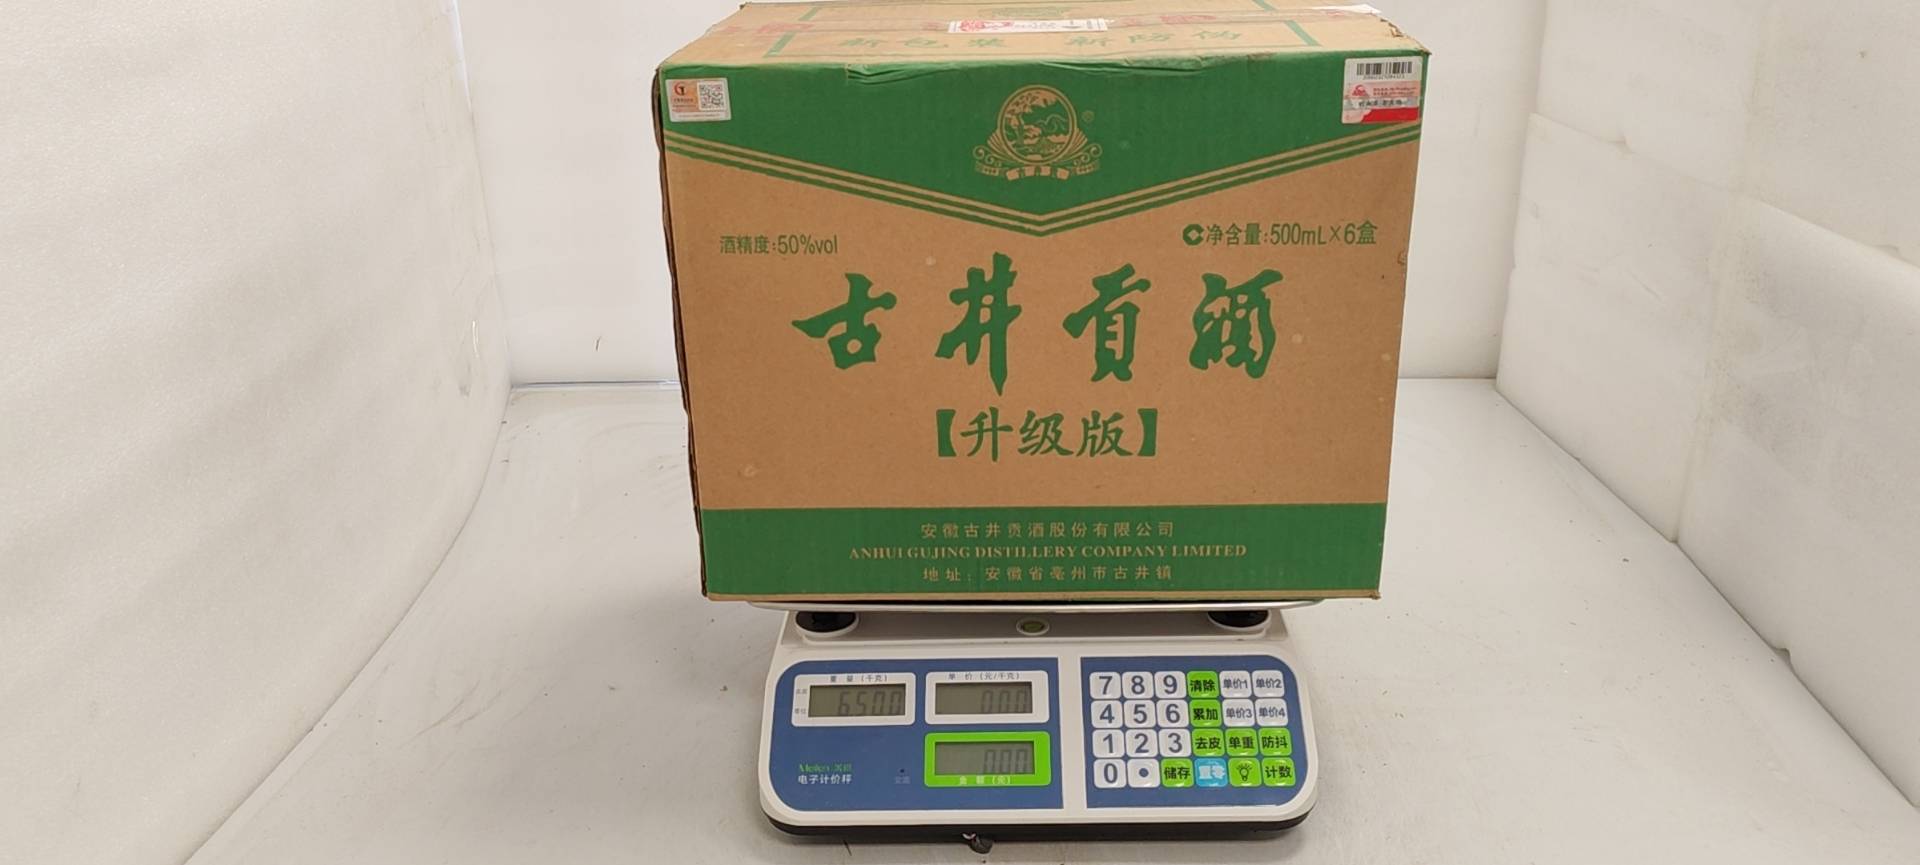 新包装 新防伪
酒精度:50%vol
净含量:500mL×6盒
古井贡酒
【升级版】
安徽古井贡酒股份有限公司
ANHUI GUJING DISTILLERY COMPANY LIMITED
地址：安徽省亳州市古井镇
重量(千克)
单价(元/千克)
6.500
0.00
0.00
金额(元)
电子计价秤
7 8 9 清除 单价1 单价2
4 5 6 累加 单价3 单价4
1 2 3 去皮 单重 防抖
0 . 储存 置零 计数